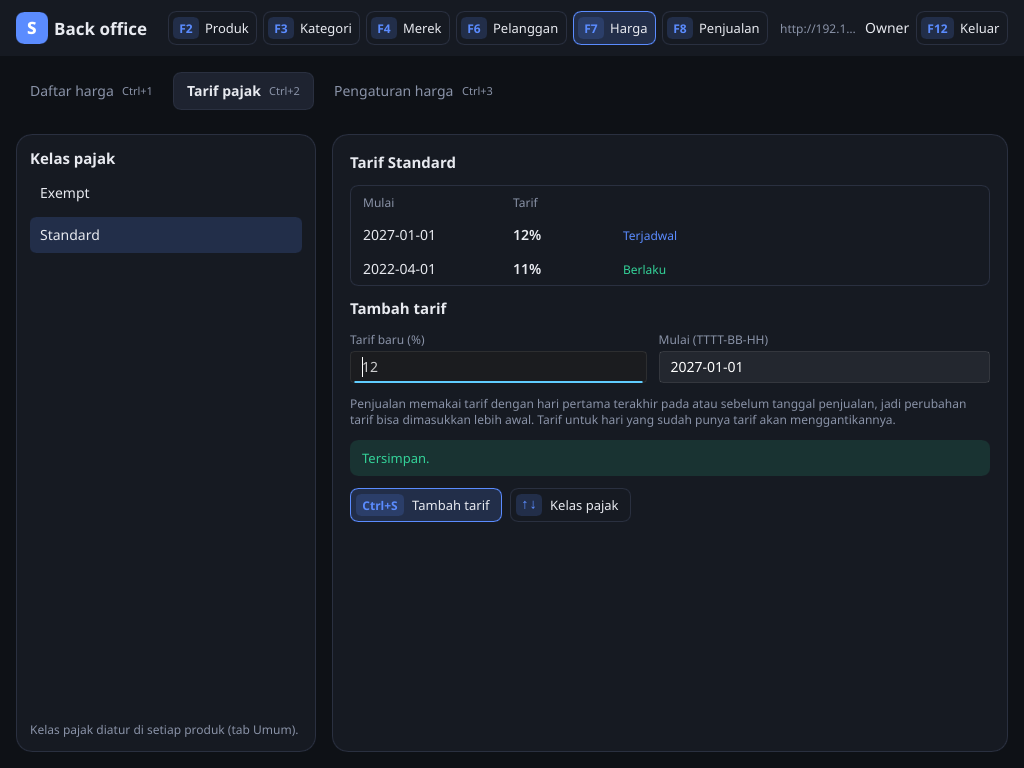 S Back office F2 Produk F3 Kategori F4 Merek F6 Pelanggan F7 Harga F8 Penjualan http://192.1... Owner F12 Keluar
Daftar harga Ctrl+1 Tarif pajak Ctrl+2 Pengaturan harga Ctrl+3
Kelas pajak
Exempt
Standard
Kelas pajak diatur di setiap produk (tab Umum).
Tarif Standard
Mulai Tarif
2027-01-01 12% Terjadwal
2022-04-01 11% Berlaku
Tambah tarif
Tarif baru (%) Mulai (TTTT-BB-HH)
12 2027-01-01
Penjualan memakai tarif dengan hari pertama terakhir pada atau sebelum tanggal penjualan, jadi perubahan
tarif bisa dimasukkan lebih awal. Tarif untuk hari yang sudah punya tarif akan menggantikannya.
Tersimpan.
Ctrl+S Tambah tarif ↑↓ Kelas pajak